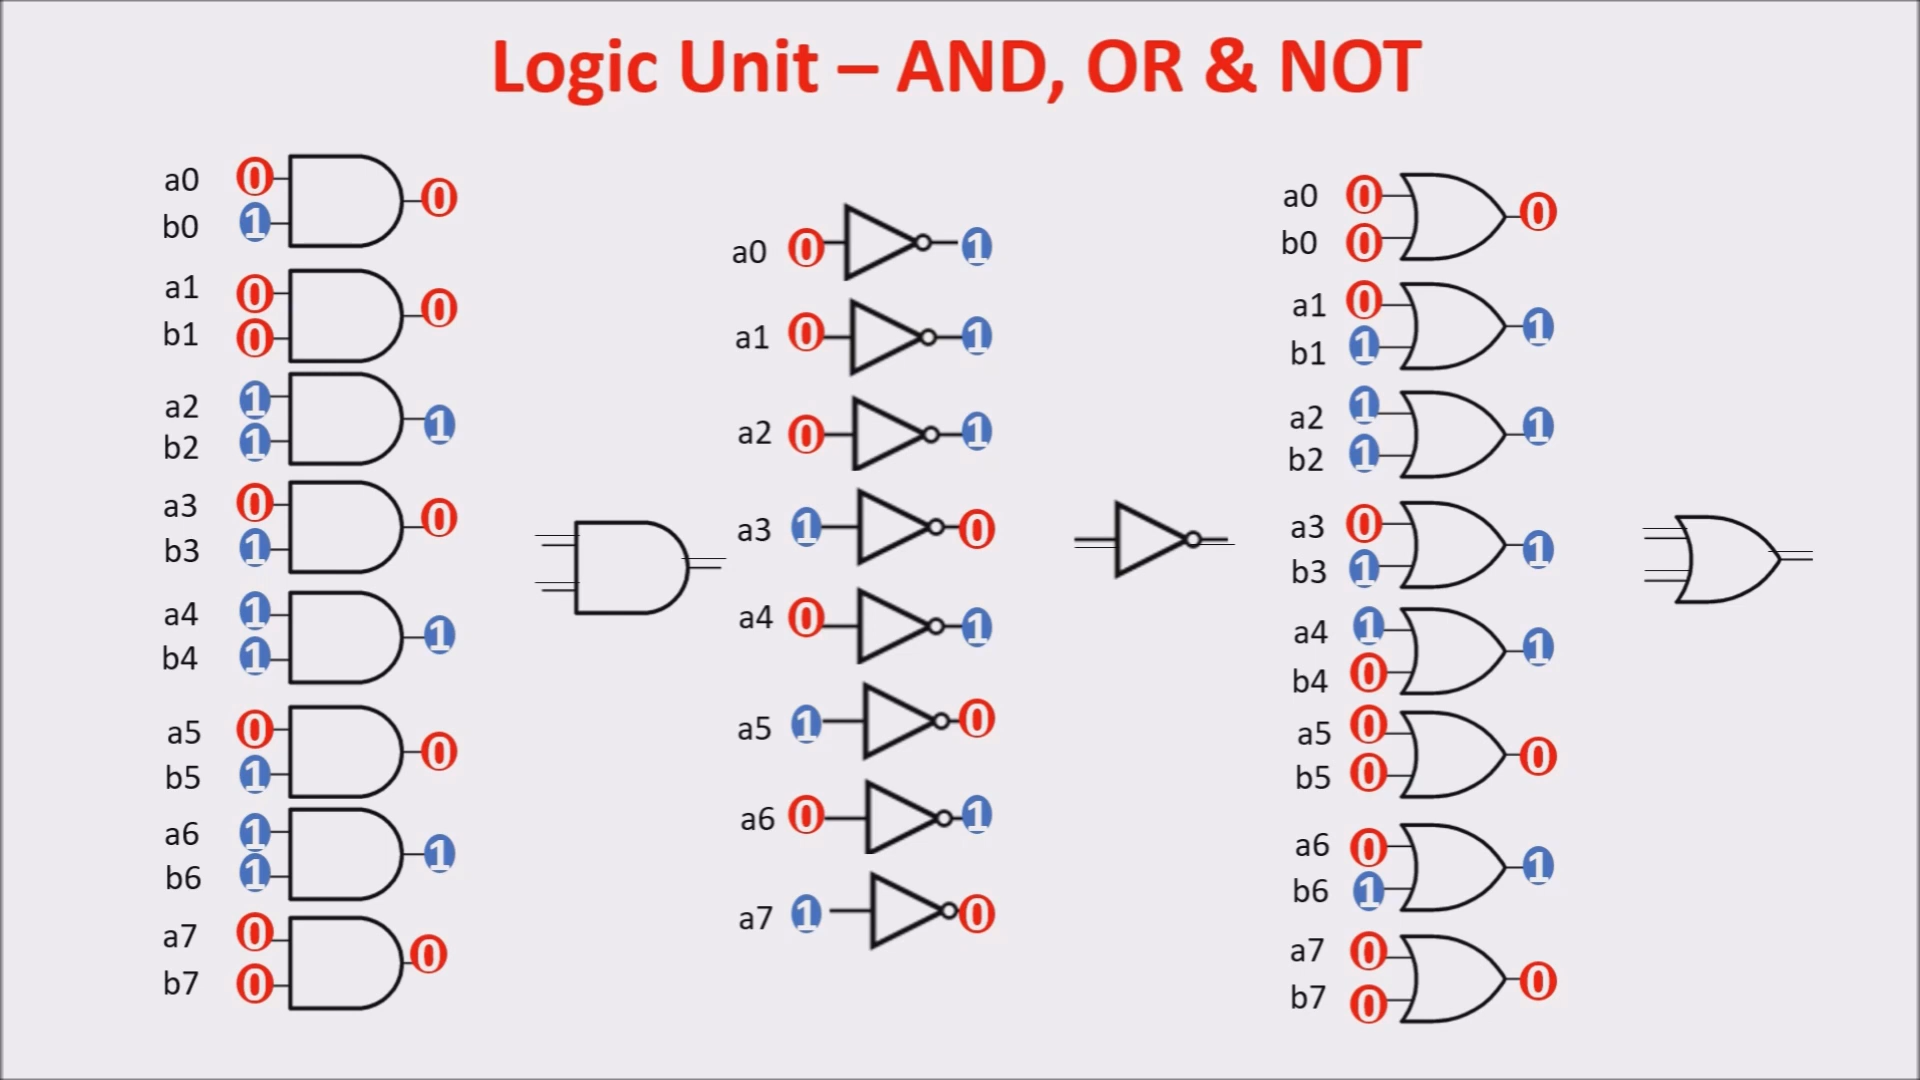 Logic Unit – AND, OR & NOT
a0 0
b0 1
0
a1 0
b1 0
0
a2 1
b2 1
1
a3 0
b3 1
0
a4 1
b4 1
1
a5 0
b5 1
0
a6 1
b6 1
1
a7 0
b7 0
0
a0 0 1
a1 0 1
a2 0 1
a3 1 0
a4 0 1
a5 1 0
a6 0 1
a7 1 0
a0 0
b0 0
0
a1 0
b1 1
1
a2 1
b2 1
1
a3 0
b3 1
1
a4 1
b4 0
1
a5 0
b5 0
0
a6 0
b6 1
1
a7 0
b7 0
0